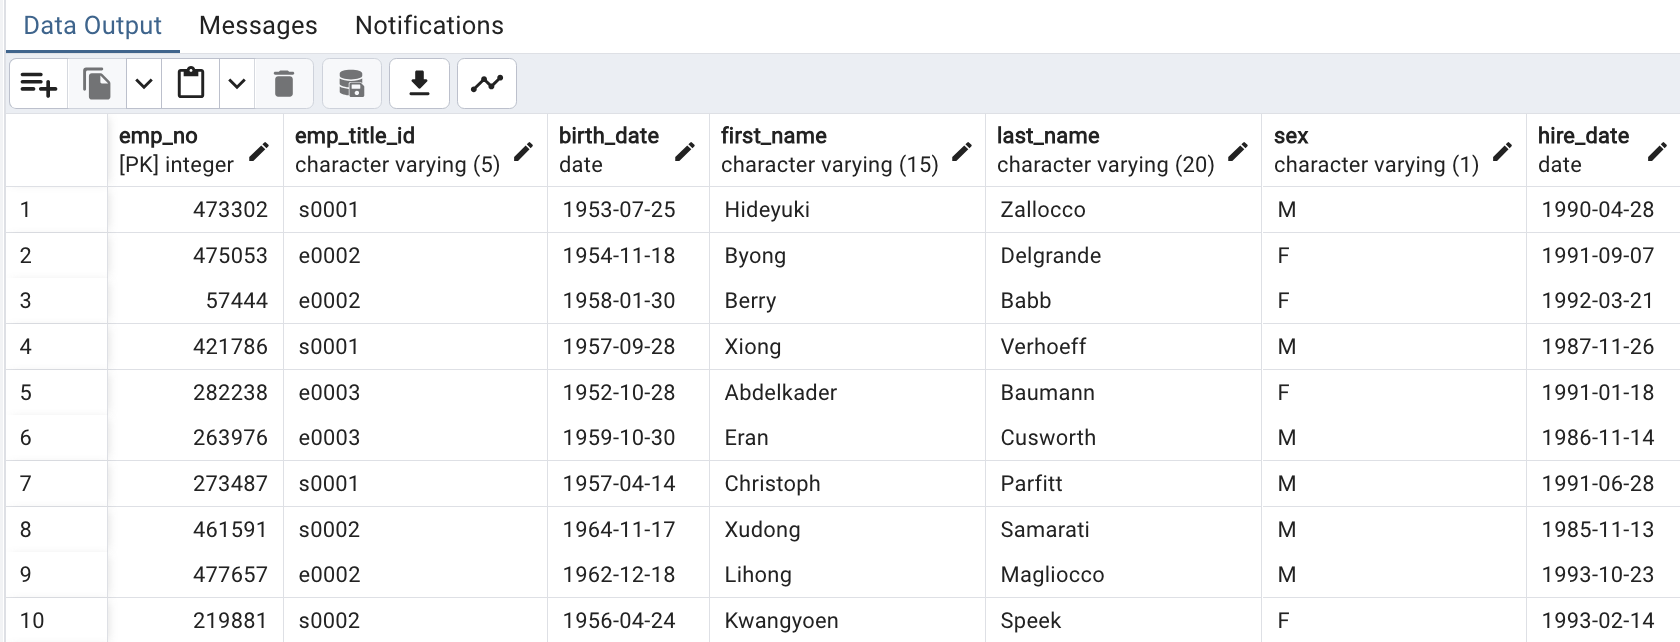 Data Output Messages Notifications
emp_no emp_title_id birth_date first_name last_name sex hire_date
[PK] integer character varying (5) date character varying (15) character varying (20) character varying (1) date
1 473302 s0001 1953-07-25 Hideyuki Zallocco M 1990-04-28
2 475053 e0002 1954-11-18 Byong Delgrande F 1991-09-07
3 57444 e0002 1958-01-30 Berry Babb F 1992-03-21
4 421786 s0001 1957-09-28 Xiong Verhoeff M 1987-11-26
5 282238 e0003 1952-10-28 Abdelkader Baumann F 1991-01-18
6 263976 e0003 1959-10-30 Eran Cusworth M 1986-11-14
7 273487 s0001 1957-04-14 Christoph Parfitt M 1991-06-28
8 461591 s0002 1964-11-17 Xudong Samarati M 1985-11-13
9 477657 e0002 1962-12-18 Lihong Magliocco M 1993-10-23
10 219881 s0002 1956-04-24 Kwangyoen Speek F 1993-02-14